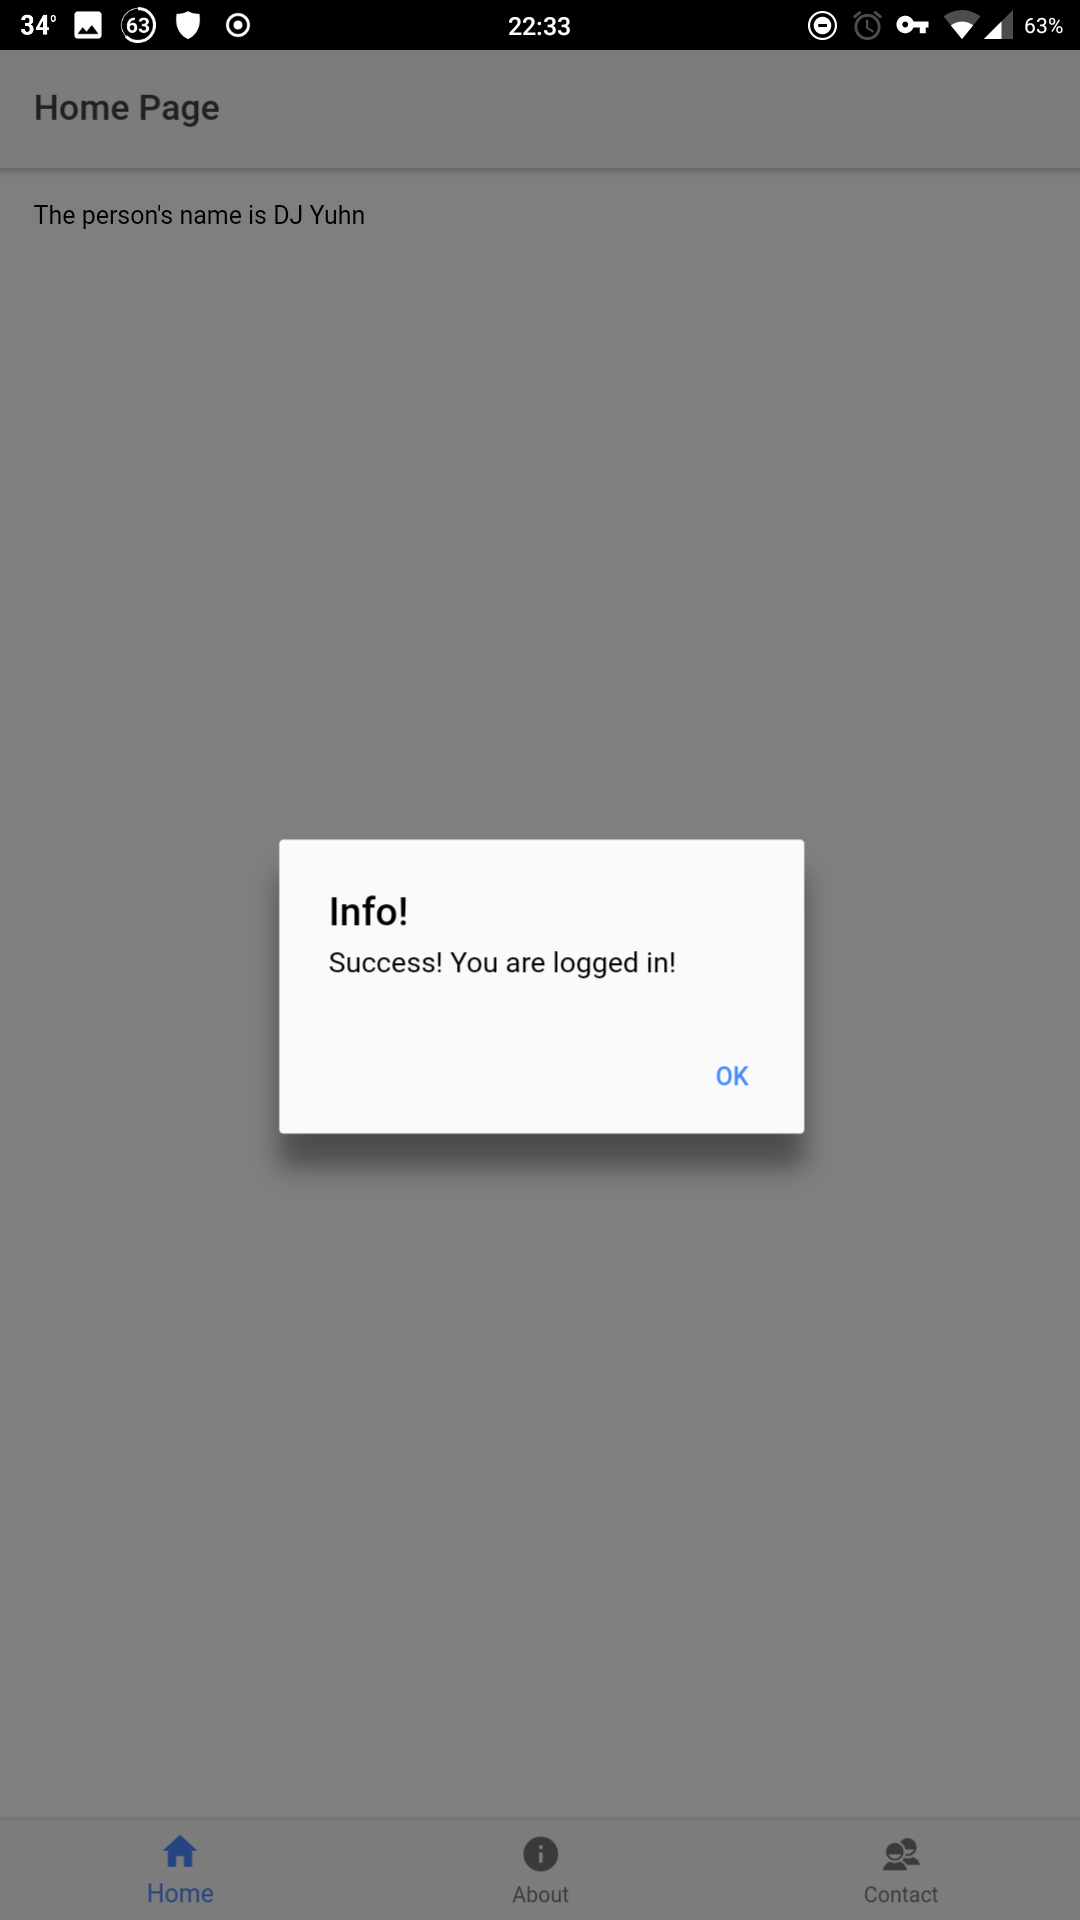 34° 63 22:33 63%
Home Page
The person's name is DJ Yuhn
Info!
Success! You are logged in!
OK
Home About Contact